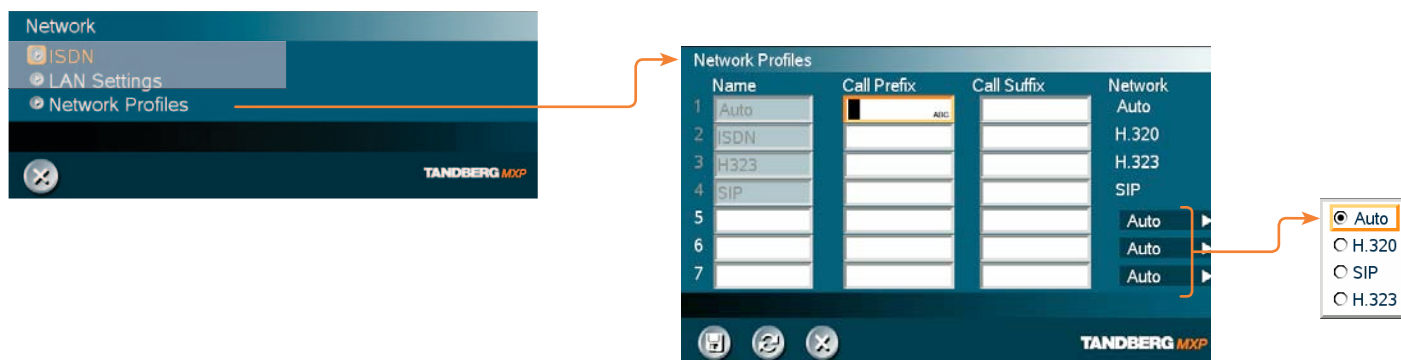 Network
ISDN
LAN Settings
Network Profiles
TANDBERG MXP
Network Profiles
Name Call Prefix Call Suffix Network
1 Auto ABC Auto
2 ISDN H.320
3 H323 H.323
4 SIP SIP
5 Auto
6 Auto
7 Auto
TANDBERG MXP
Auto
H.320
SIP
H.323